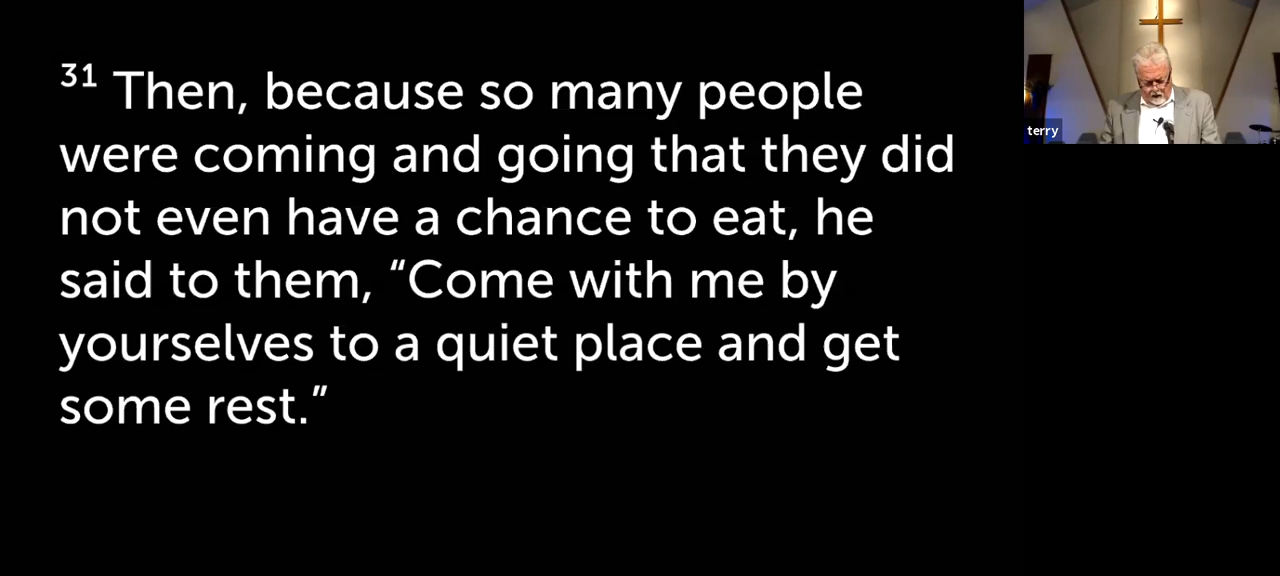 31 Then, because so many people
were coming and going that they did
not even have a chance to eat, he
said to them, “Come with me by
yourselves to a quiet place and get
some rest.”
terry